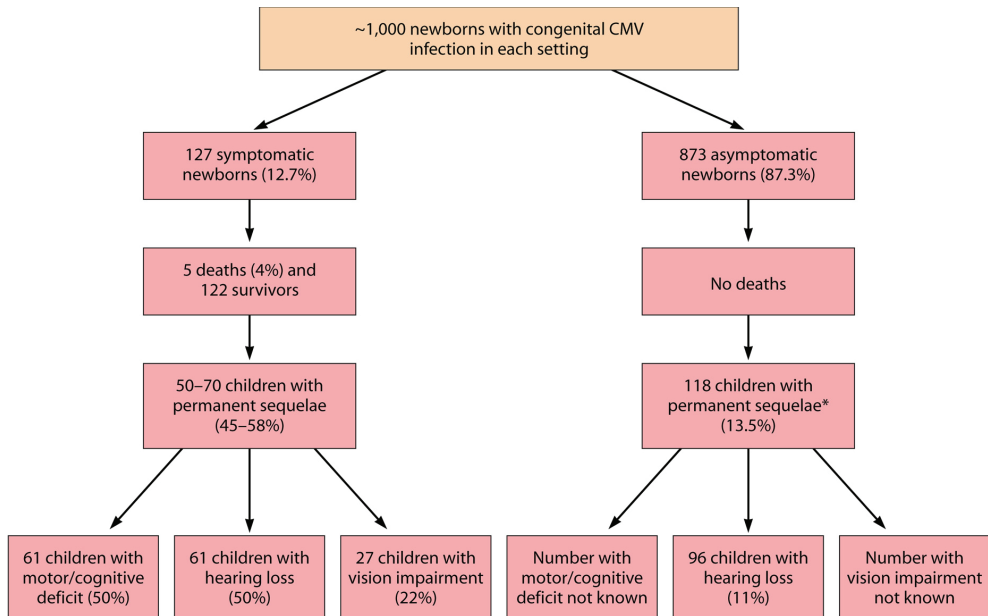 ~1,000 newborns with congenital CMV
infection in each setting
127 symptomatic
newborns (12.7%)
873 asymptomatic
newborns (87.3%)
5 deaths (4%) and
122 survivors
No deaths
50–70 children with
permanent sequelae
(45–58%)
118 children with
permanent sequelae*
(13.5%)
61 children with
motor/cognitive
deficit (50%)
61 children with
hearing loss
(50%)
27 children with
vision impairment
(22%)
Number with
motor/cognitive
deficit not known
96 children with
hearing loss
(11%)
Number with
vision impairment
not known